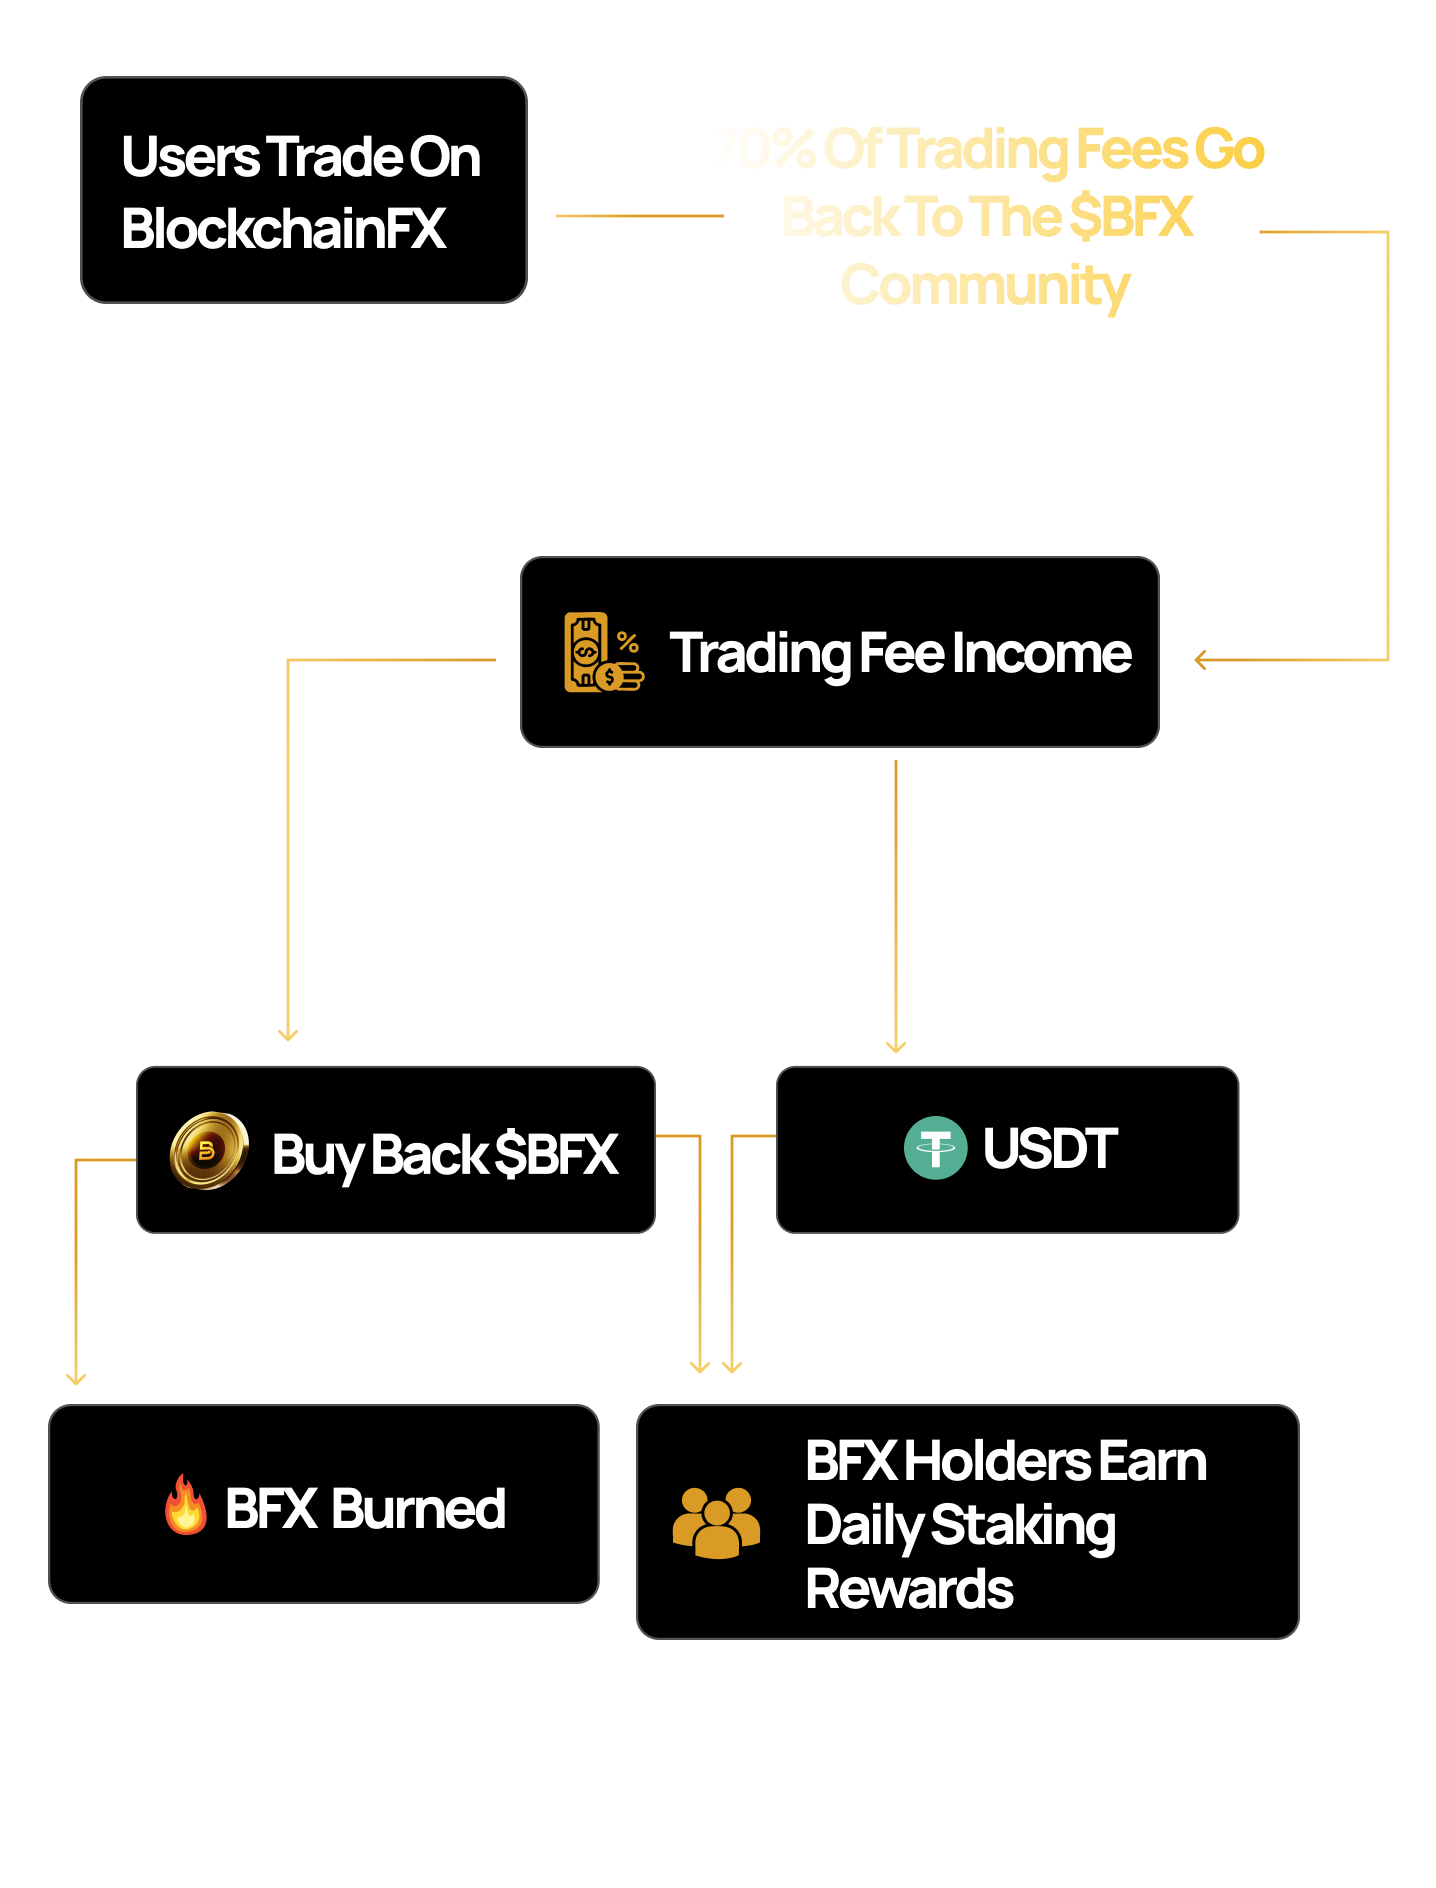 Users Trade On
BlockchainFX
70% Of Trading Fees Go
Back To The $BFX
Community
Trading Fee Income
Buy Back $BFX
USDT
BFX Burned
BFX Holders Earn
Daily Staking
Rewards